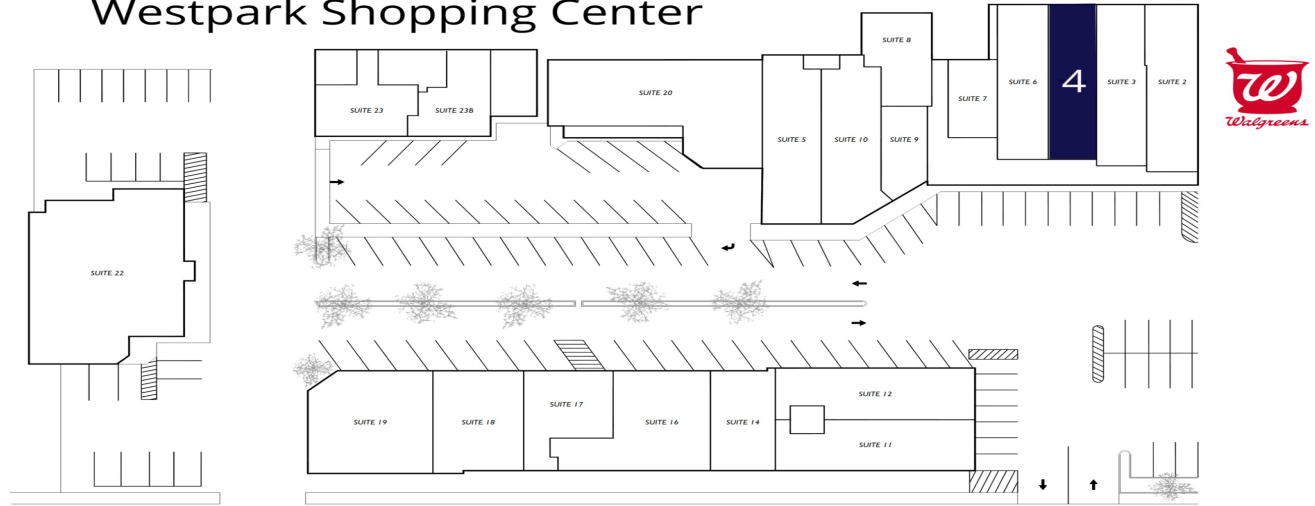 Westpark Shopping Center
SUITE 8
SUITE 6
4
SUITE 3
SUITE 2
Walgreens
SUITE 23
SUITE 23B
SUITE 20
SUITE 7
SUITE 5
SUITE 10
SUITE 9
SUITE 22
SUITE 19
SUITE 18
SUITE 17
SUITE 16
SUITE 14
SUITE 12
SUITE 11